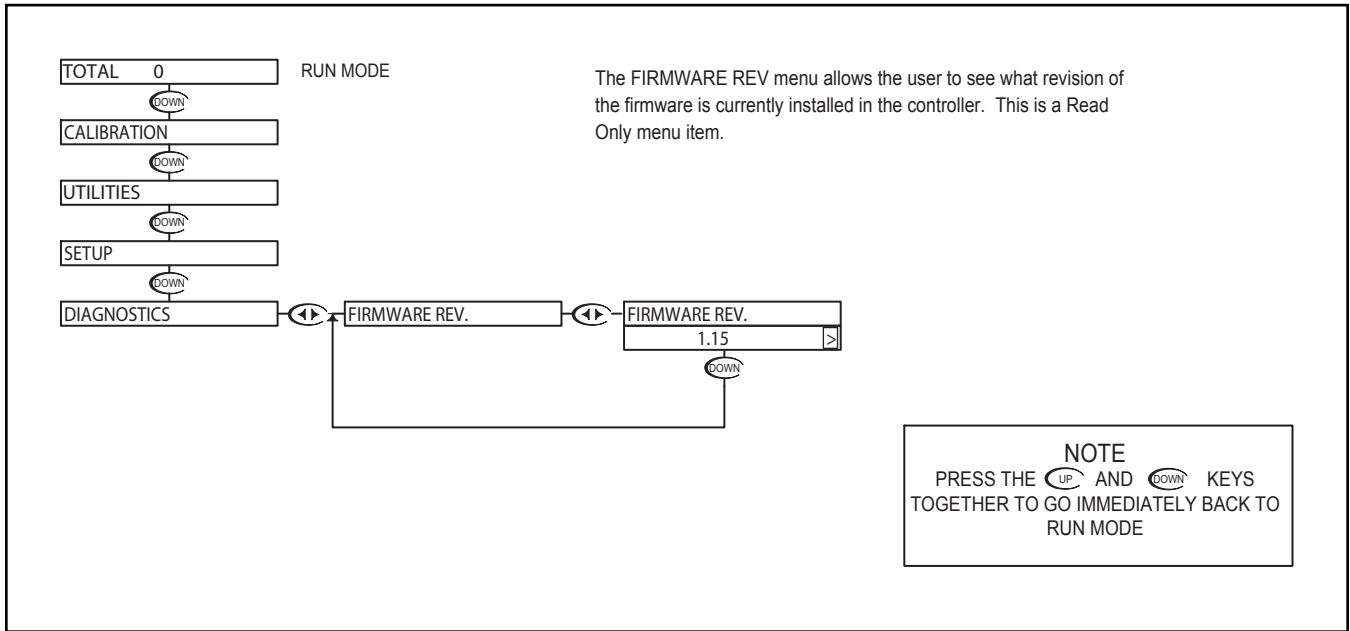 TOTAL 0
RUN MODE
DOWN
CALIBRATION
DOWN
UTILITIES
DOWN
SETUP
DOWN
DIAGNOSTICS
FIRMWARE REV.
FIRMWARE REV.
1.15 >
DOWN
The FIRMWARE REV menu allows the user to see what revision of
the firmware is currently installed in the controller. This is a Read
Only menu item.
NOTE
PRESS THE UP AND DOWN KEYS
TOGETHER TO GO IMMEDIATELY BACK TO
RUN MODE